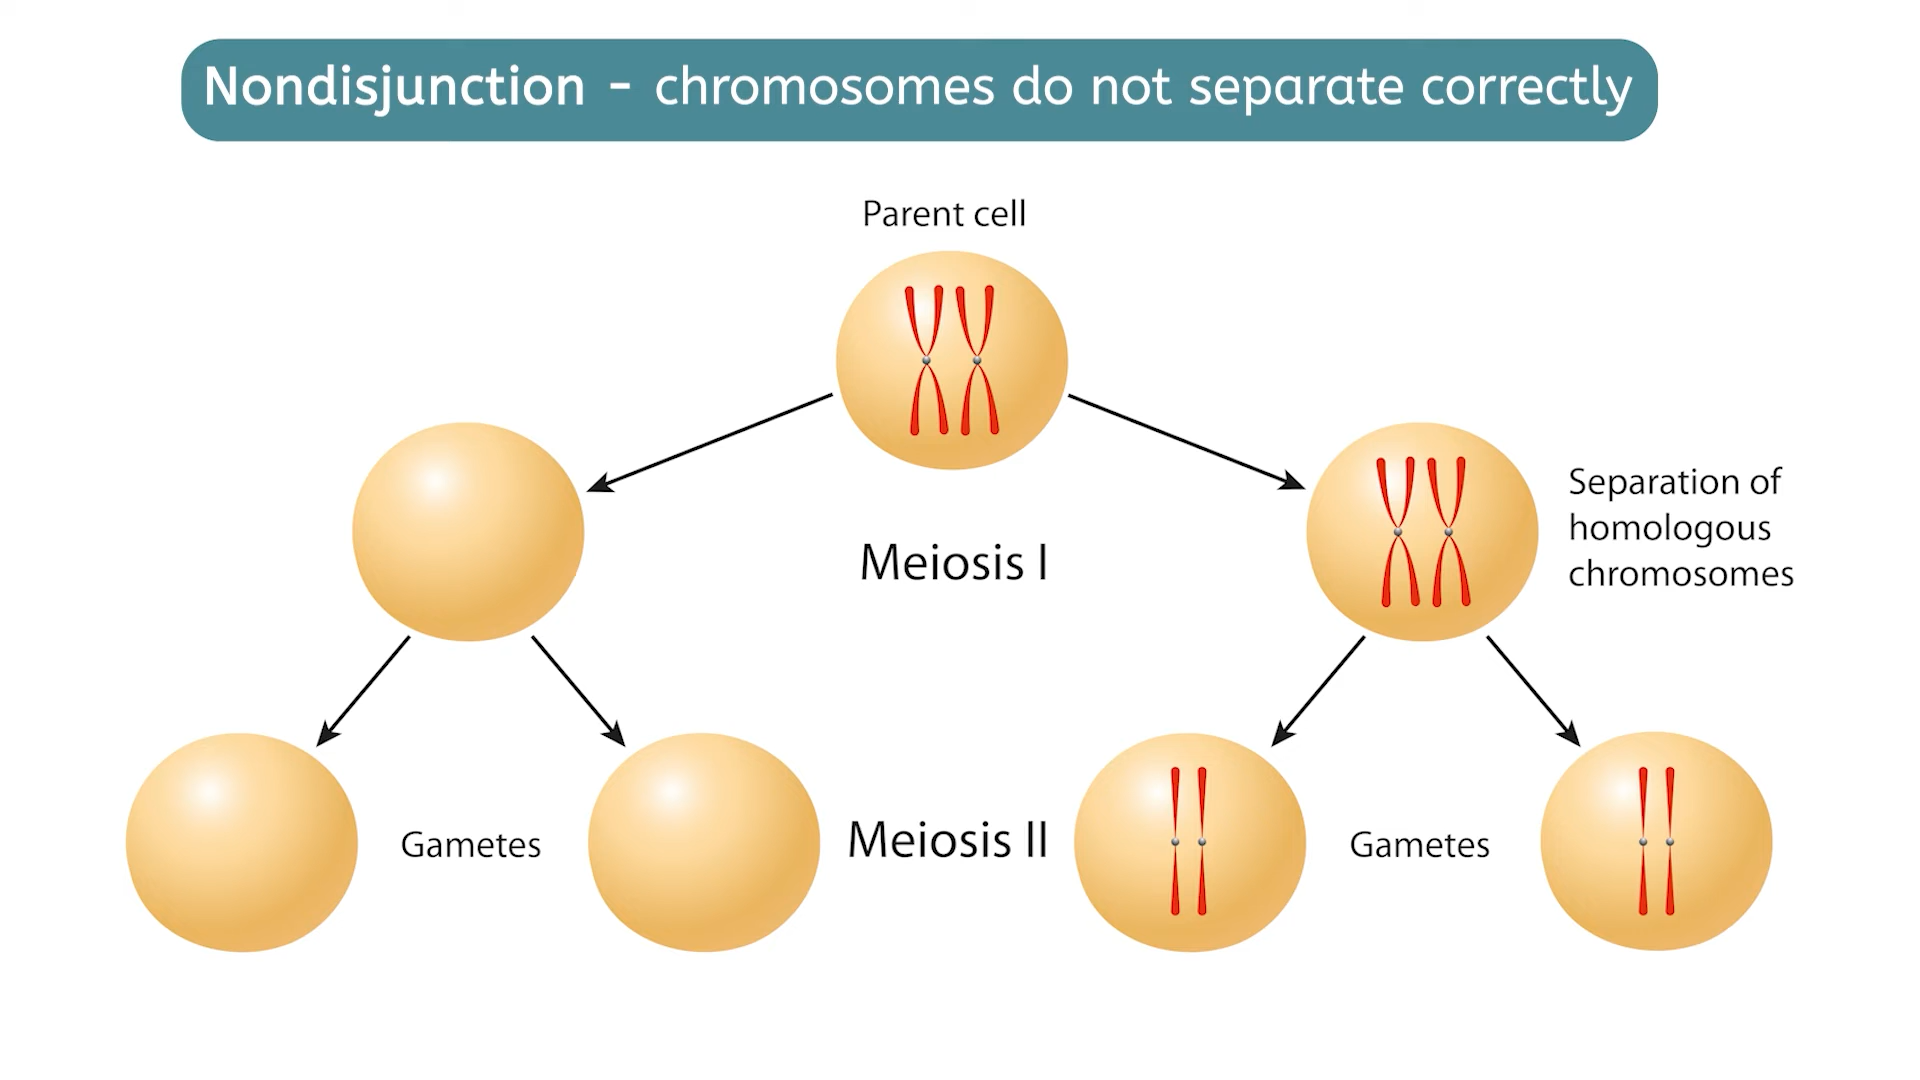 Nondisjunction - chromosomes do not separate correctly
Parent cell
Separation of
homologous
chromosomes
Meiosis I
Gametes
Meiosis II
Gametes